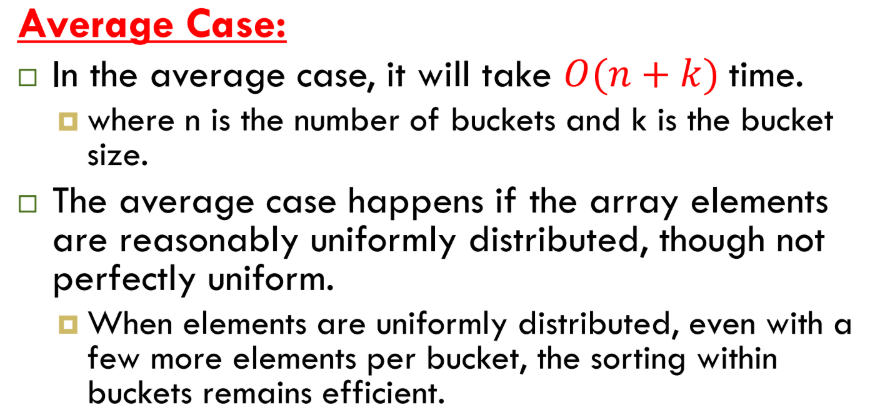 Average Case:
In the average case, it will take O(n + k) time.
where n is the number of buckets and k is the bucket
size.
The average case happens if the array elements
are reasonably uniformly distributed, though not
perfectly uniform.
When elements are uniformly distributed, even with a
few more elements per bucket, the sorting within
buckets remains efficient.